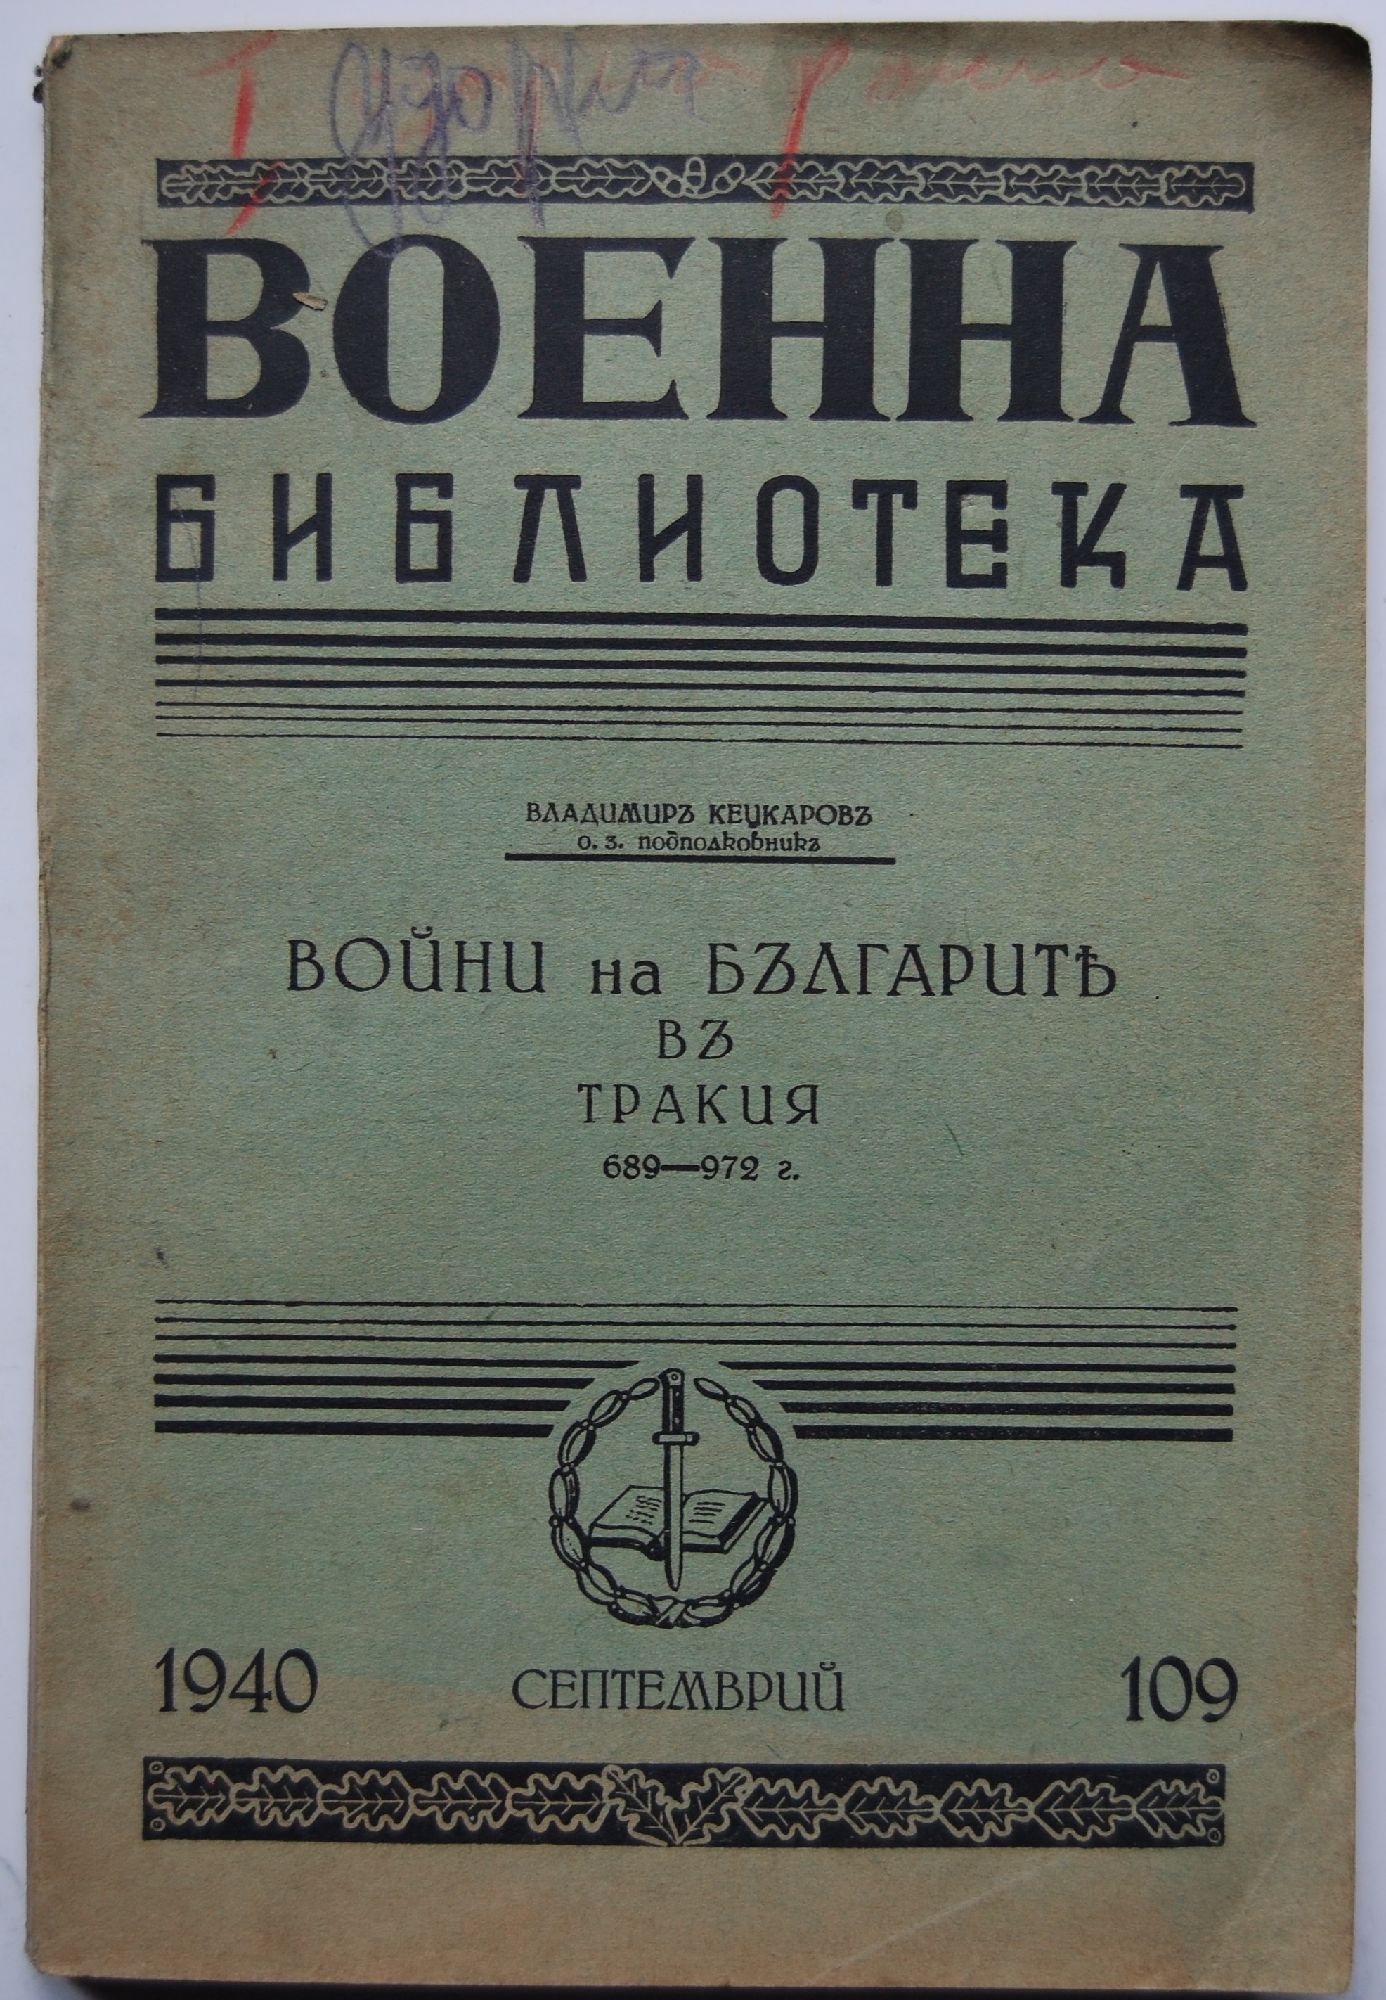 ВОЕННА
БИБЛИОТЕКА
ВЛАДИМИРЪ КЕЦКАРОВЪ
О. З. подполковникъ
ВОЙНИ на БЪЛГАРИТѢ
ВЪ
ТРАКИЯ
689—972 г.
1940 СЕПТЕМВРИЙ 109